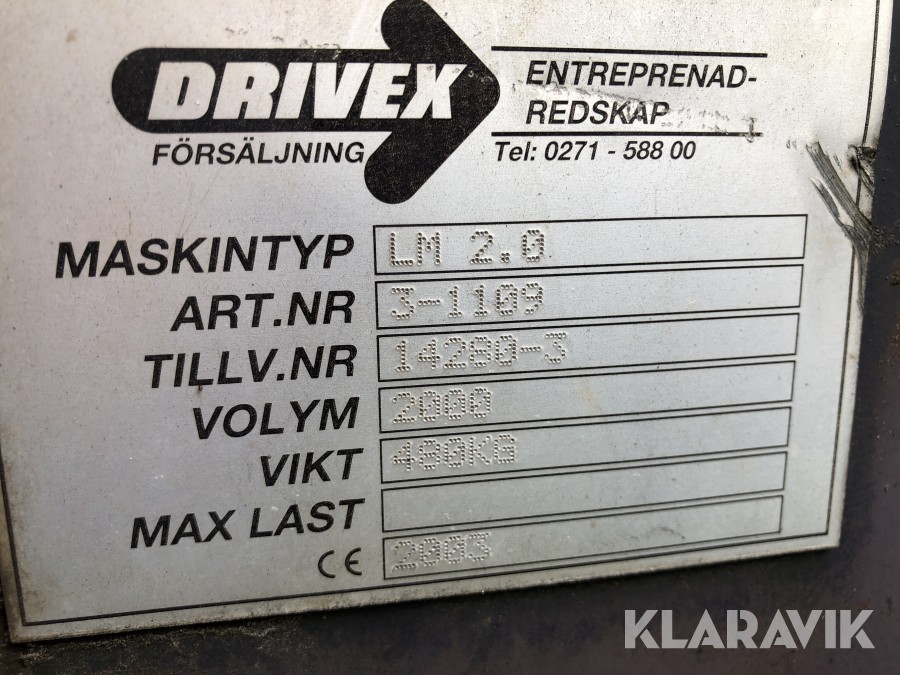 DRIVEX
FÖRSÄLJNING
ENTREPRENAD-
REDSKAP
Tel: 0271 - 588 00
MASKINTYP LM 2.0
ART.NR 3-1109
TILLV.NR 14280-3
VOLYM 2000
VIKT 480KG
MAX LAST
CE 2003
KLARAVIK